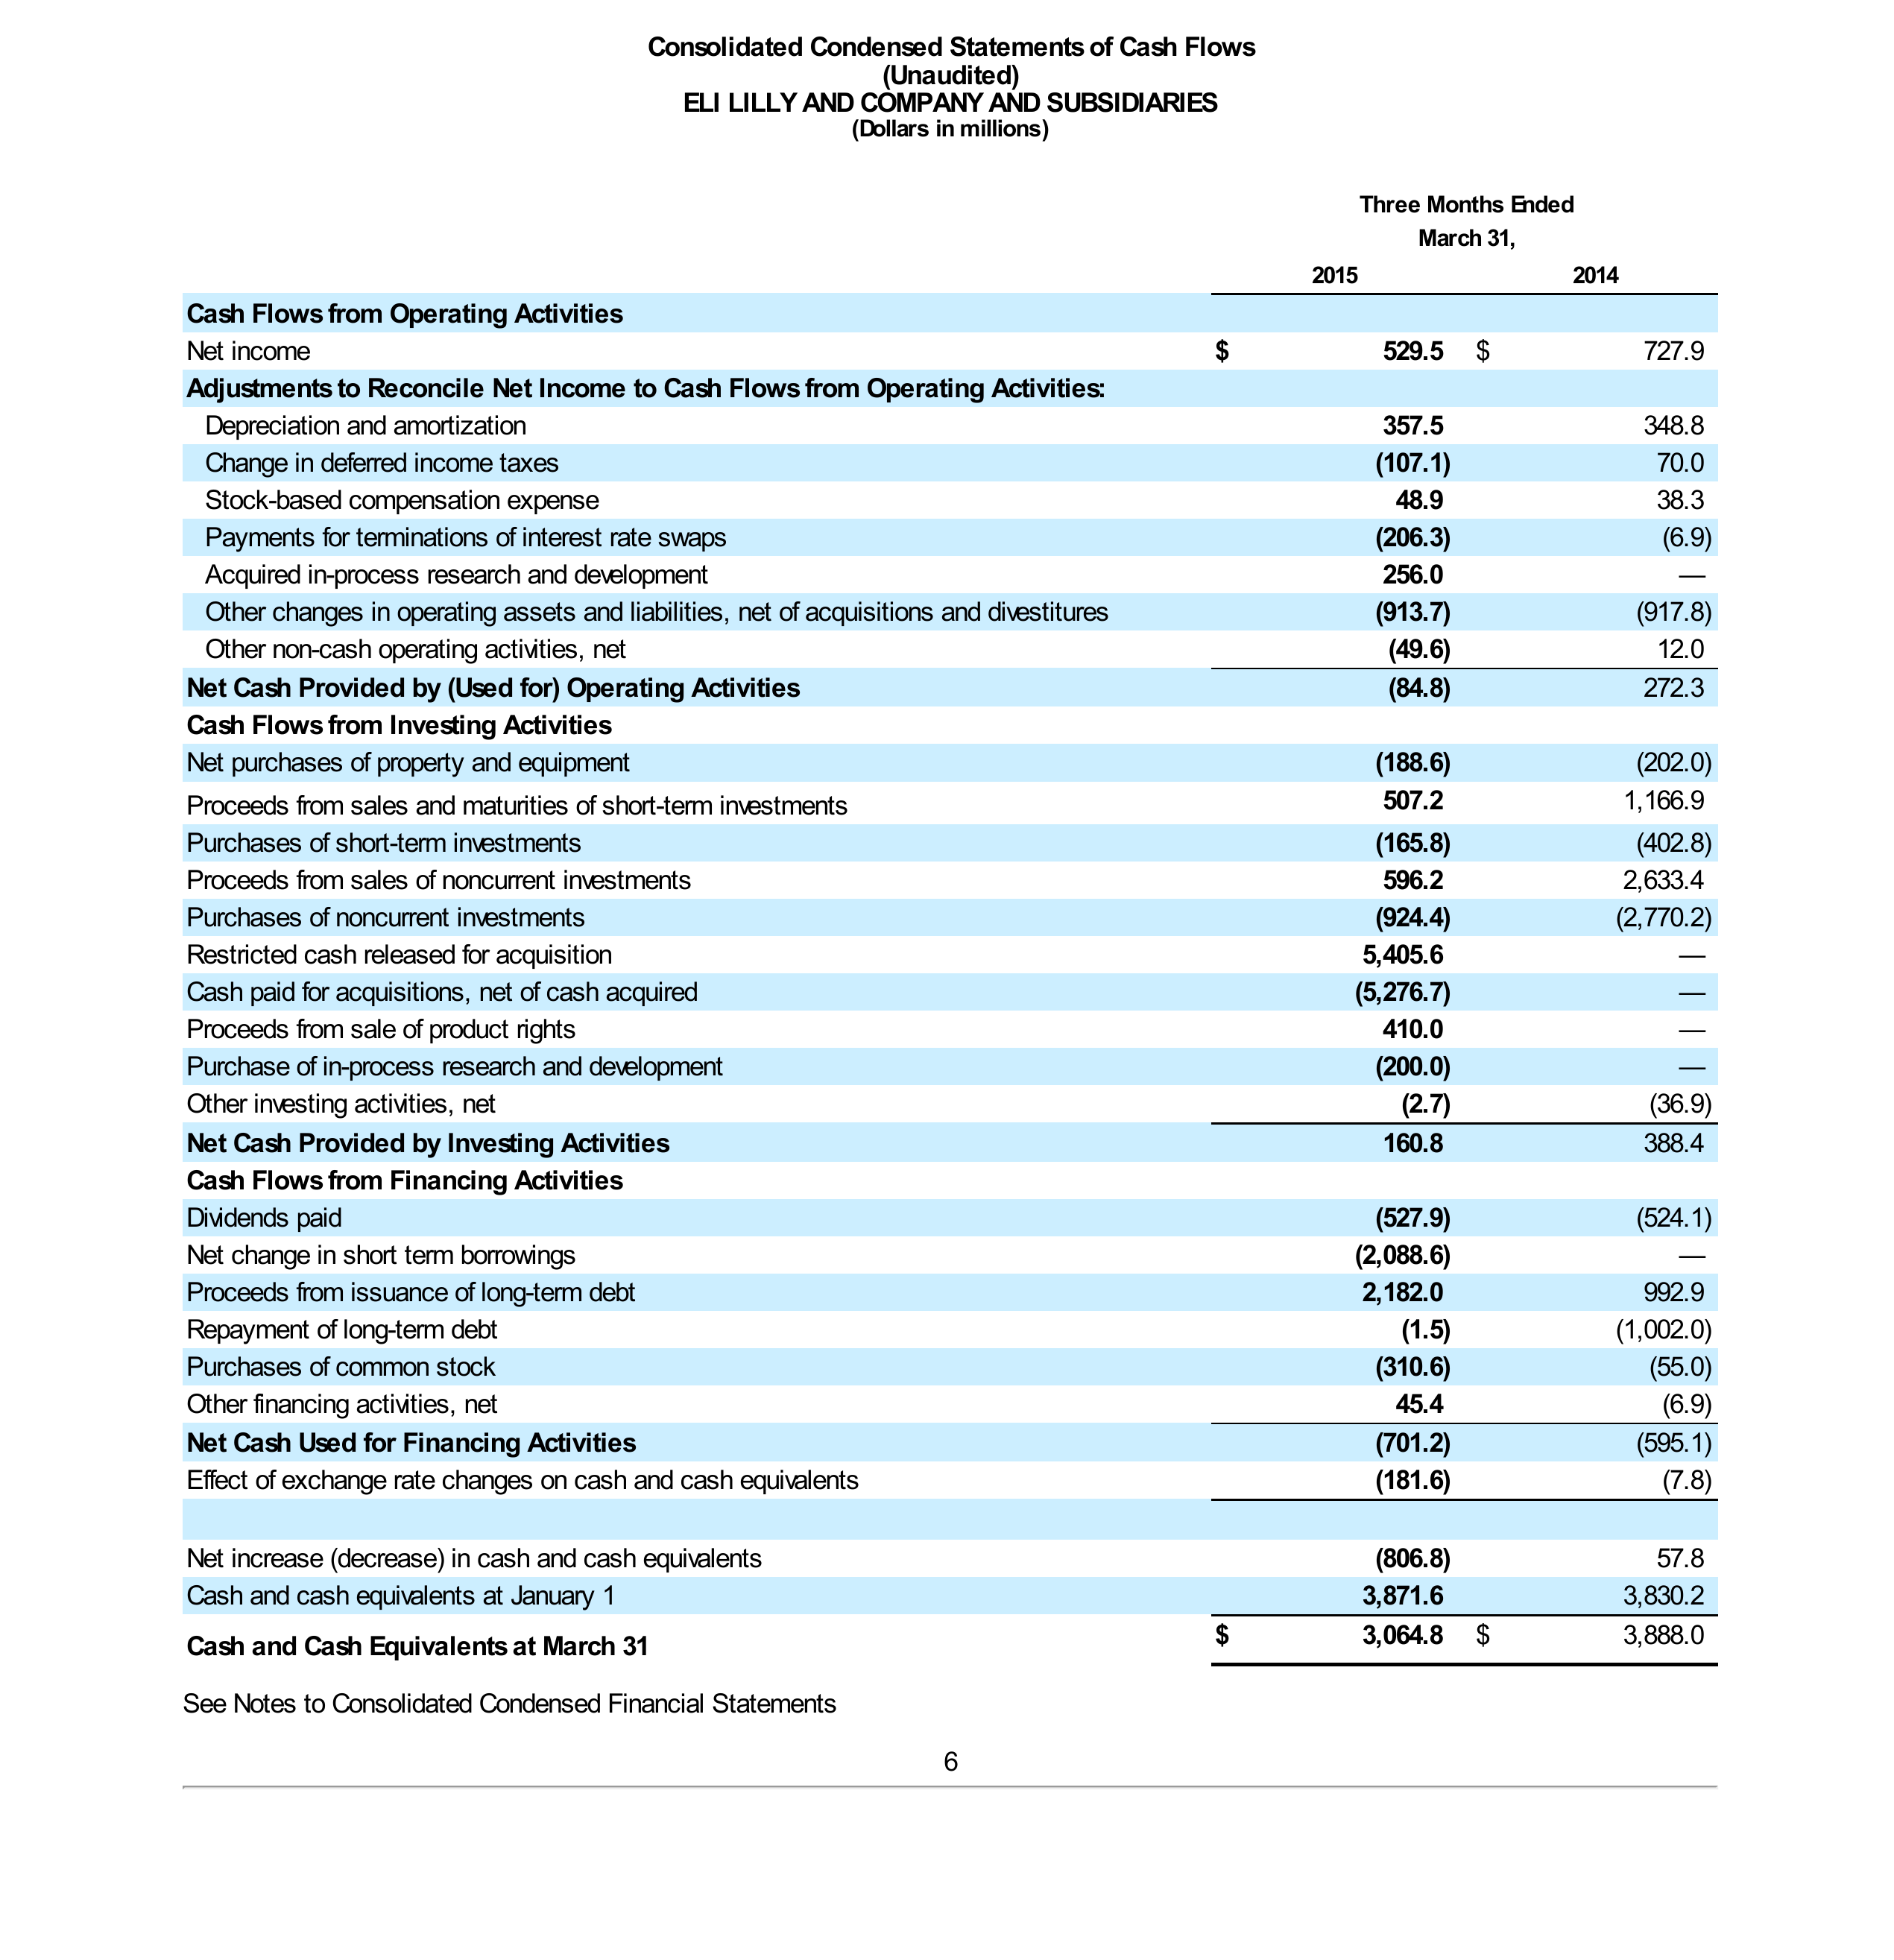 Consolidated Condensed Statements of Cash Flows
(Unaudited)
ELI LILLY AND COMPANY AND SUBSIDIARIES
(Dollars in millions)
Three Months Ended
March 31,
2015 2014
Cash Flows from Operating Activities
Net income $ 529.5 $ 727.9
Adjustments to Reconcile Net Income to Cash Flows from Operating Activities:
Depreciation and amortization 357.5 348.8
Change in deferred income taxes (107.1) 70.0
Stock-based compensation expense 48.9 38.3
Payments for terminations of interest rate swaps (206.3) (6.9)
Acquired in-process research and development 256.0 —
Other changes in operating assets and liabilities, net of acquisitions and divestitures (913.7) (917.8)
Other non-cash operating activities, net (49.6) 12.0
Net Cash Provided by (Used for) Operating Activities (84.8) 272.3
Cash Flows from Investing Activities
Net purchases of property and equipment (188.6) (202.0)
Proceeds from sales and maturities of short-term investments 507.2 1,166.9
Purchases of short-term investments (165.8) (402.8)
Proceeds from sales of noncurrent investments 596.2 2,633.4
Purchases of noncurrent investments (924.4) (2,770.2)
Restricted cash released for acquisition 5,405.6 —
Cash paid for acquisitions, net of cash acquired (5,276.7) —
Proceeds from sale of product rights 410.0 —
Purchase of in-process research and development (200.0) —
Other investing activities, net (2.7) (36.9)
Net Cash Provided by Investing Activities 160.8 388.4
Cash Flows from Financing Activities
Dividends paid (527.9) (524.1)
Net change in short term borrowings (2,088.6) —
Proceeds from issuance of long-term debt 2,182.0 992.9
Repayment of long-term debt (1.5) (1,002.0)
Purchases of common stock (310.6) (55.0)
Other financing activities, net 45.4 (6.9)
Net Cash Used for Financing Activities (701.2) (595.1)
Effect of exchange rate changes on cash and cash equivalents (181.6) (7.8)
Net increase (decrease) in cash and cash equivalents (806.8) 57.8
Cash and cash equivalents at January 1 3,871.6 3,830.2
Cash and Cash Equivalents at March 31 $ 3,064.8 $ 3,888.0
See Notes to Consolidated Condensed Financial Statements
6